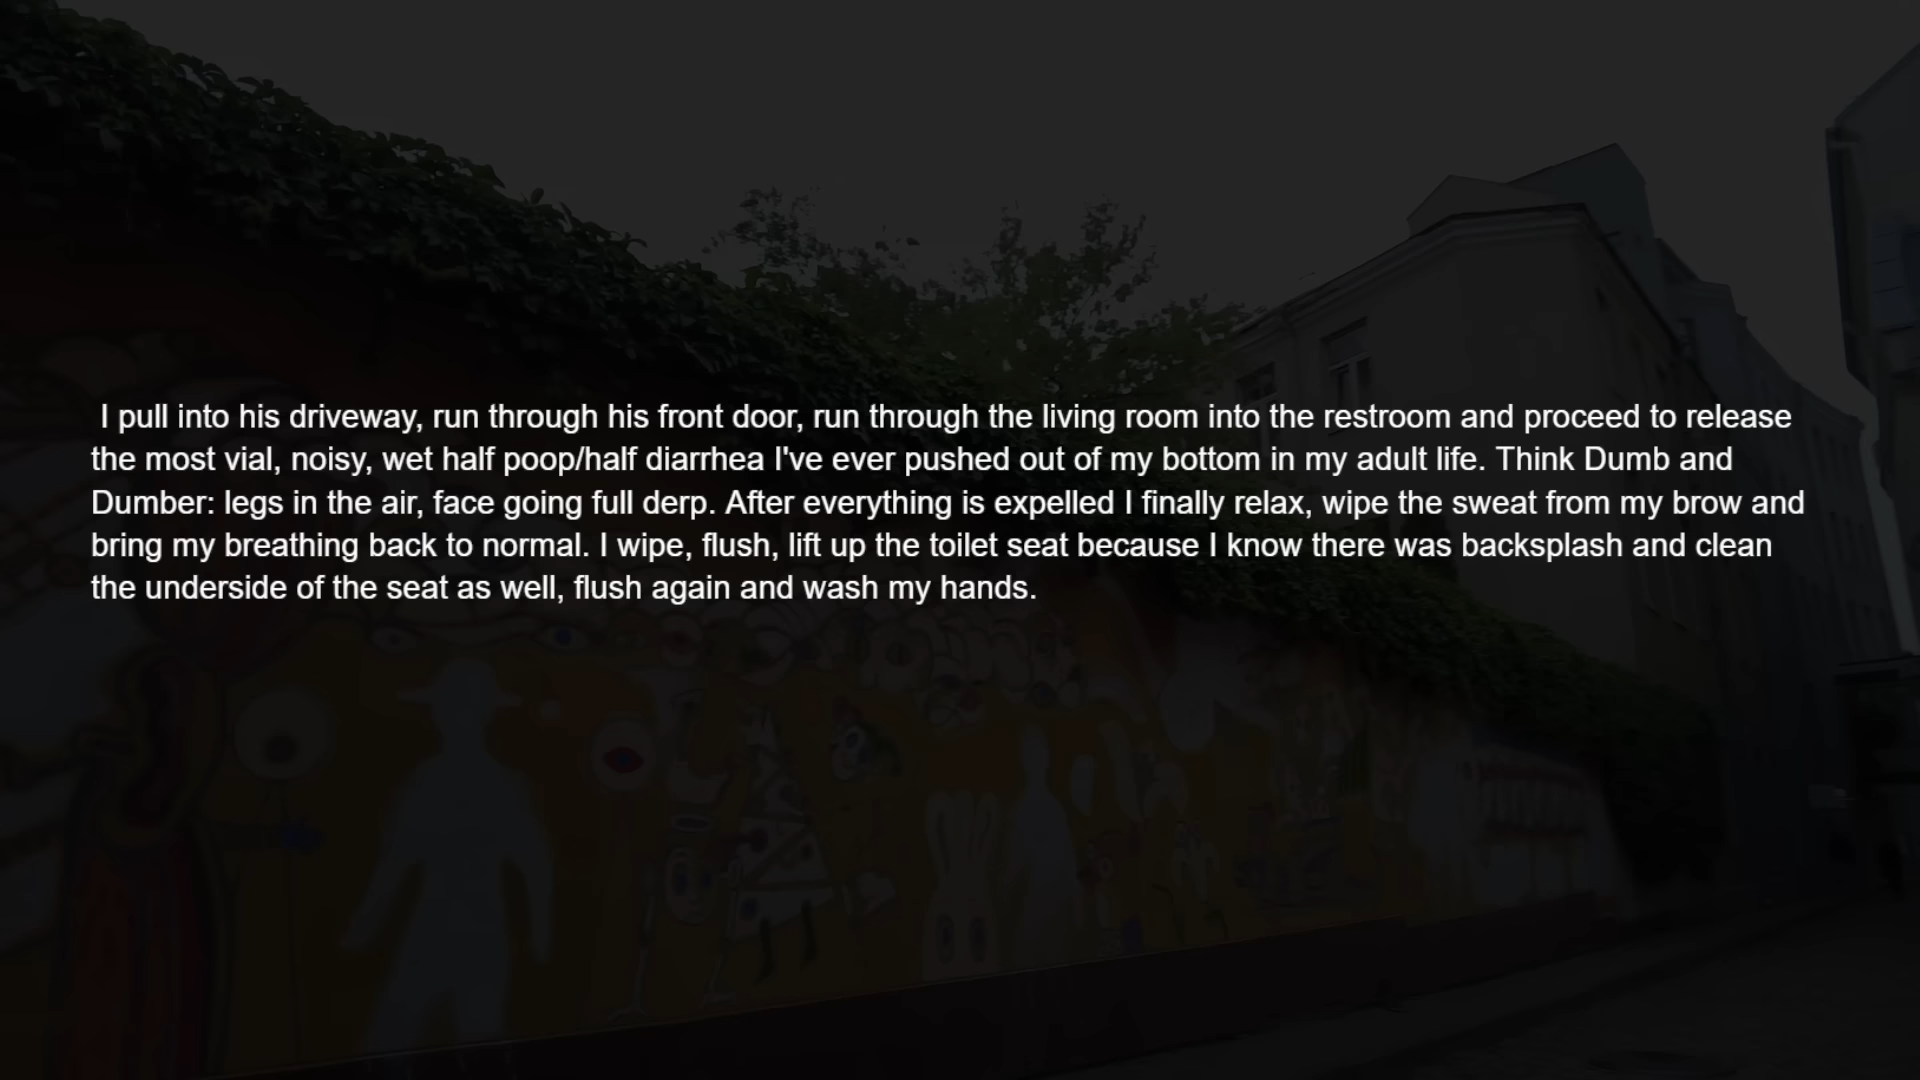 I pull into his driveway, run through his front door, run through the living room into the restroom and proceed to release
the most vial, noisy, wet half poop/half diarrhea I've ever pushed out of my bottom in my adult life. Think Dumb and
Dumber: legs in the air, face going full derp. After everything is expelled I finally relax, wipe the sweat from my brow and
bring my breathing back to normal. I wipe, flush, lift up the toilet seat because I know there was backsplash and clean
the underside of the seat as well, flush again and wash my hands.